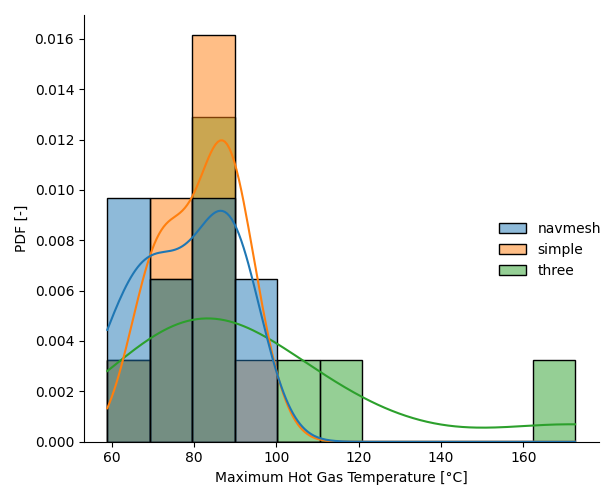 0.016
0.014
0.012
0.010
0.008
0.006
0.004
0.002
0.000
PDF [-]
60 80 100 120 140 160
Maximum Hot Gas Temperature [°C]
navmesh
simple
three